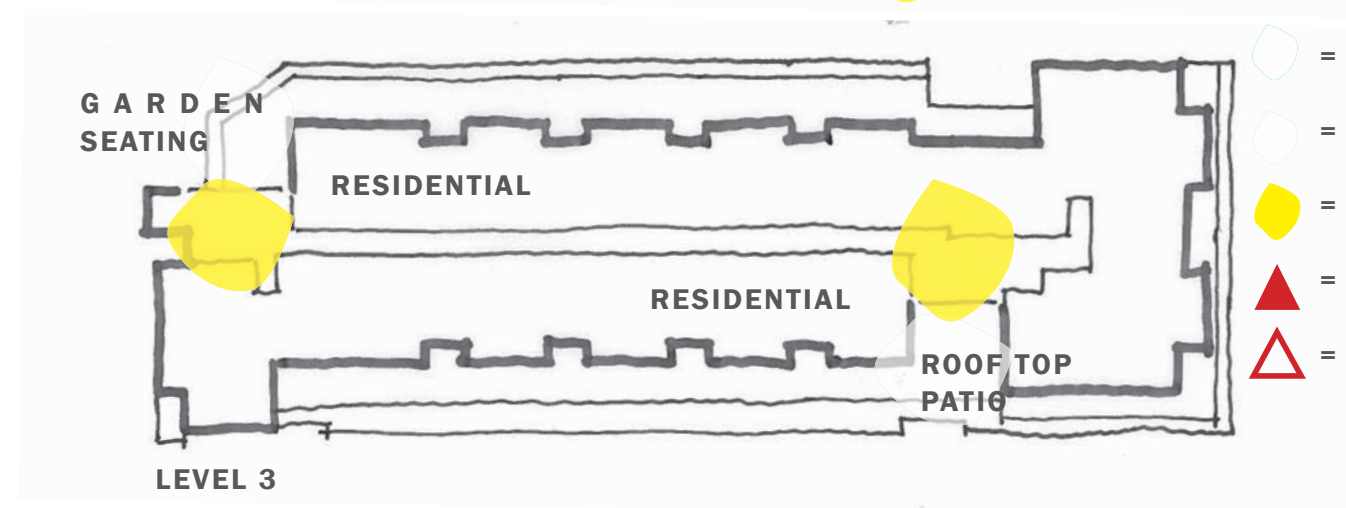 GARDEN
SEATING
RESIDENTIAL
RESIDENTIAL
ROOF TOP
PATIO
LEVEL 3
=
=
=
=
=